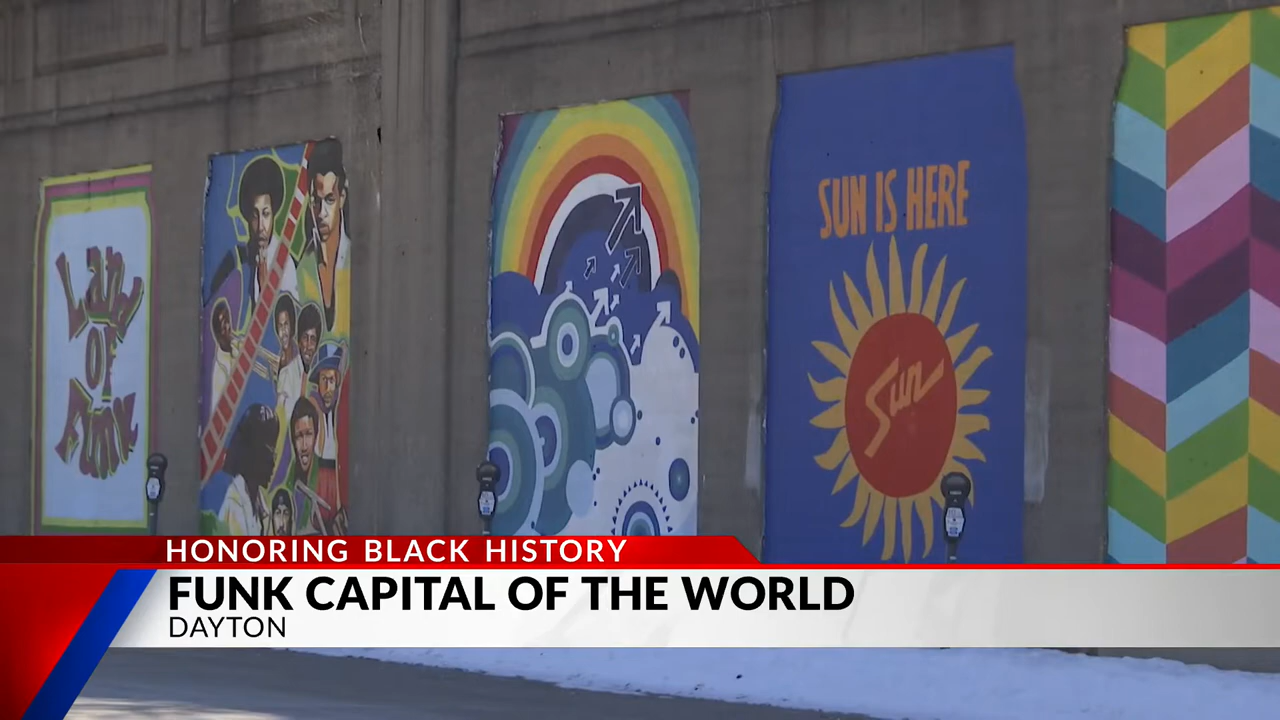 Land
OF
Funk
SUN IS HERE
Sun
HONORING BLACK HISTORY
FUNK CAPITAL OF THE WORLD
DAYTON